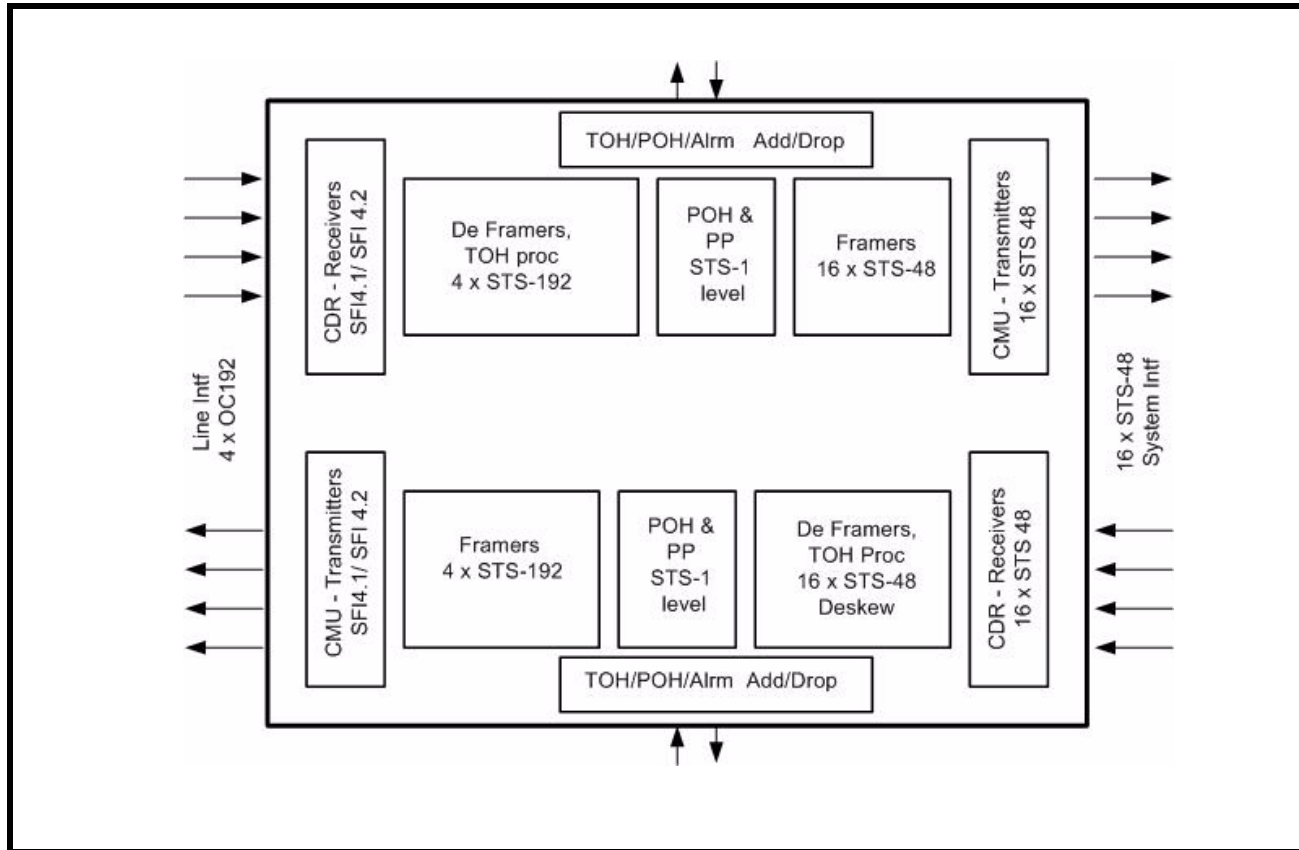 TOH/POH/Alrm Add/Drop
CDR - Receivers
SFI4.1/ SFI 4.2
De Framers,
TOH proc
4 x STS-192
POH &
PP
STS-1
level
Framers
16 x STS-48
CMU - Transmitters
16 x STS 48
Line Intf
4 x OC192
16 x STS-48
System Intf
CMU - Transmitters
SFI4.1/ SFI 4.2
Framers
4 x STS-192
POH &
PP
STS-1
level
De Framers,
TOH Proc
16 x STS-48
Deskew
CDR - Receivers
16 x STS 48
TOH/POH/Alrm Add/Drop